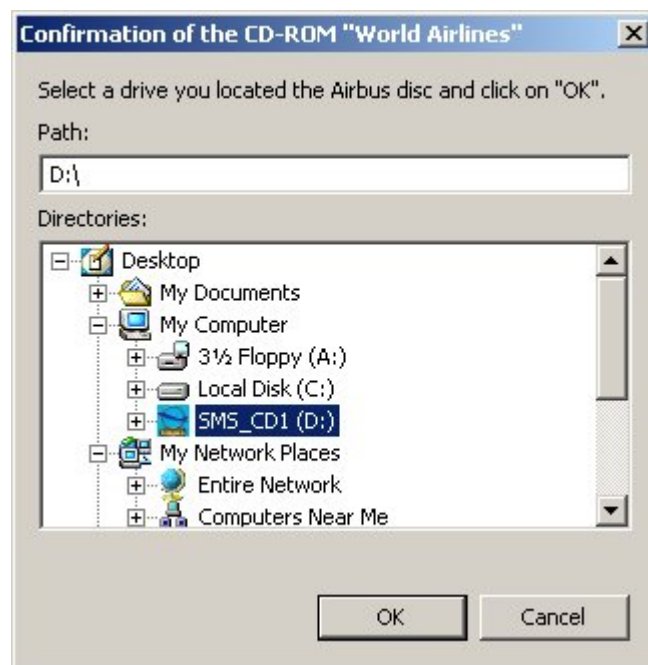 Confirmation of the CD-ROM "World Airlines"
Select a drive you located the Airbus disc and click on "OK".
Path:
D:\
Directories:
Desktop
My Documents
My Computer
3½ Floppy (A:)
Local Disk (C:)
SMS_CD1 (D:)
My Network Places
Entire Network
Computers Near Me
OK Cancel